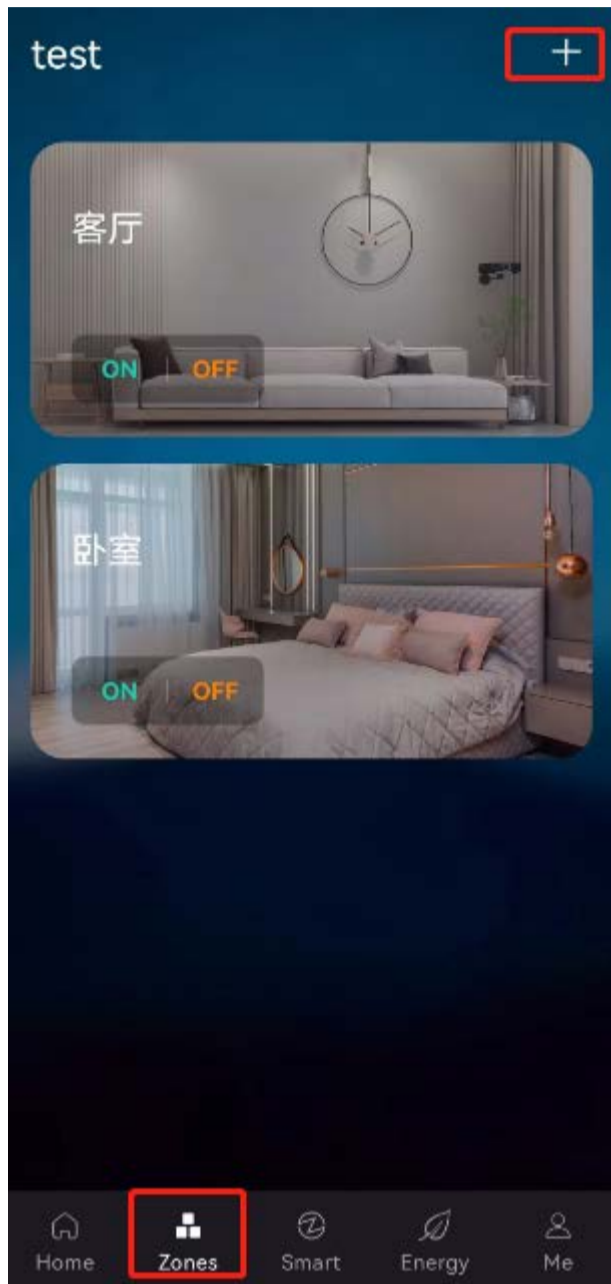 test
客厅
ON | OFF
卧室
ON | OFF
Home Zones Smart Energy Me